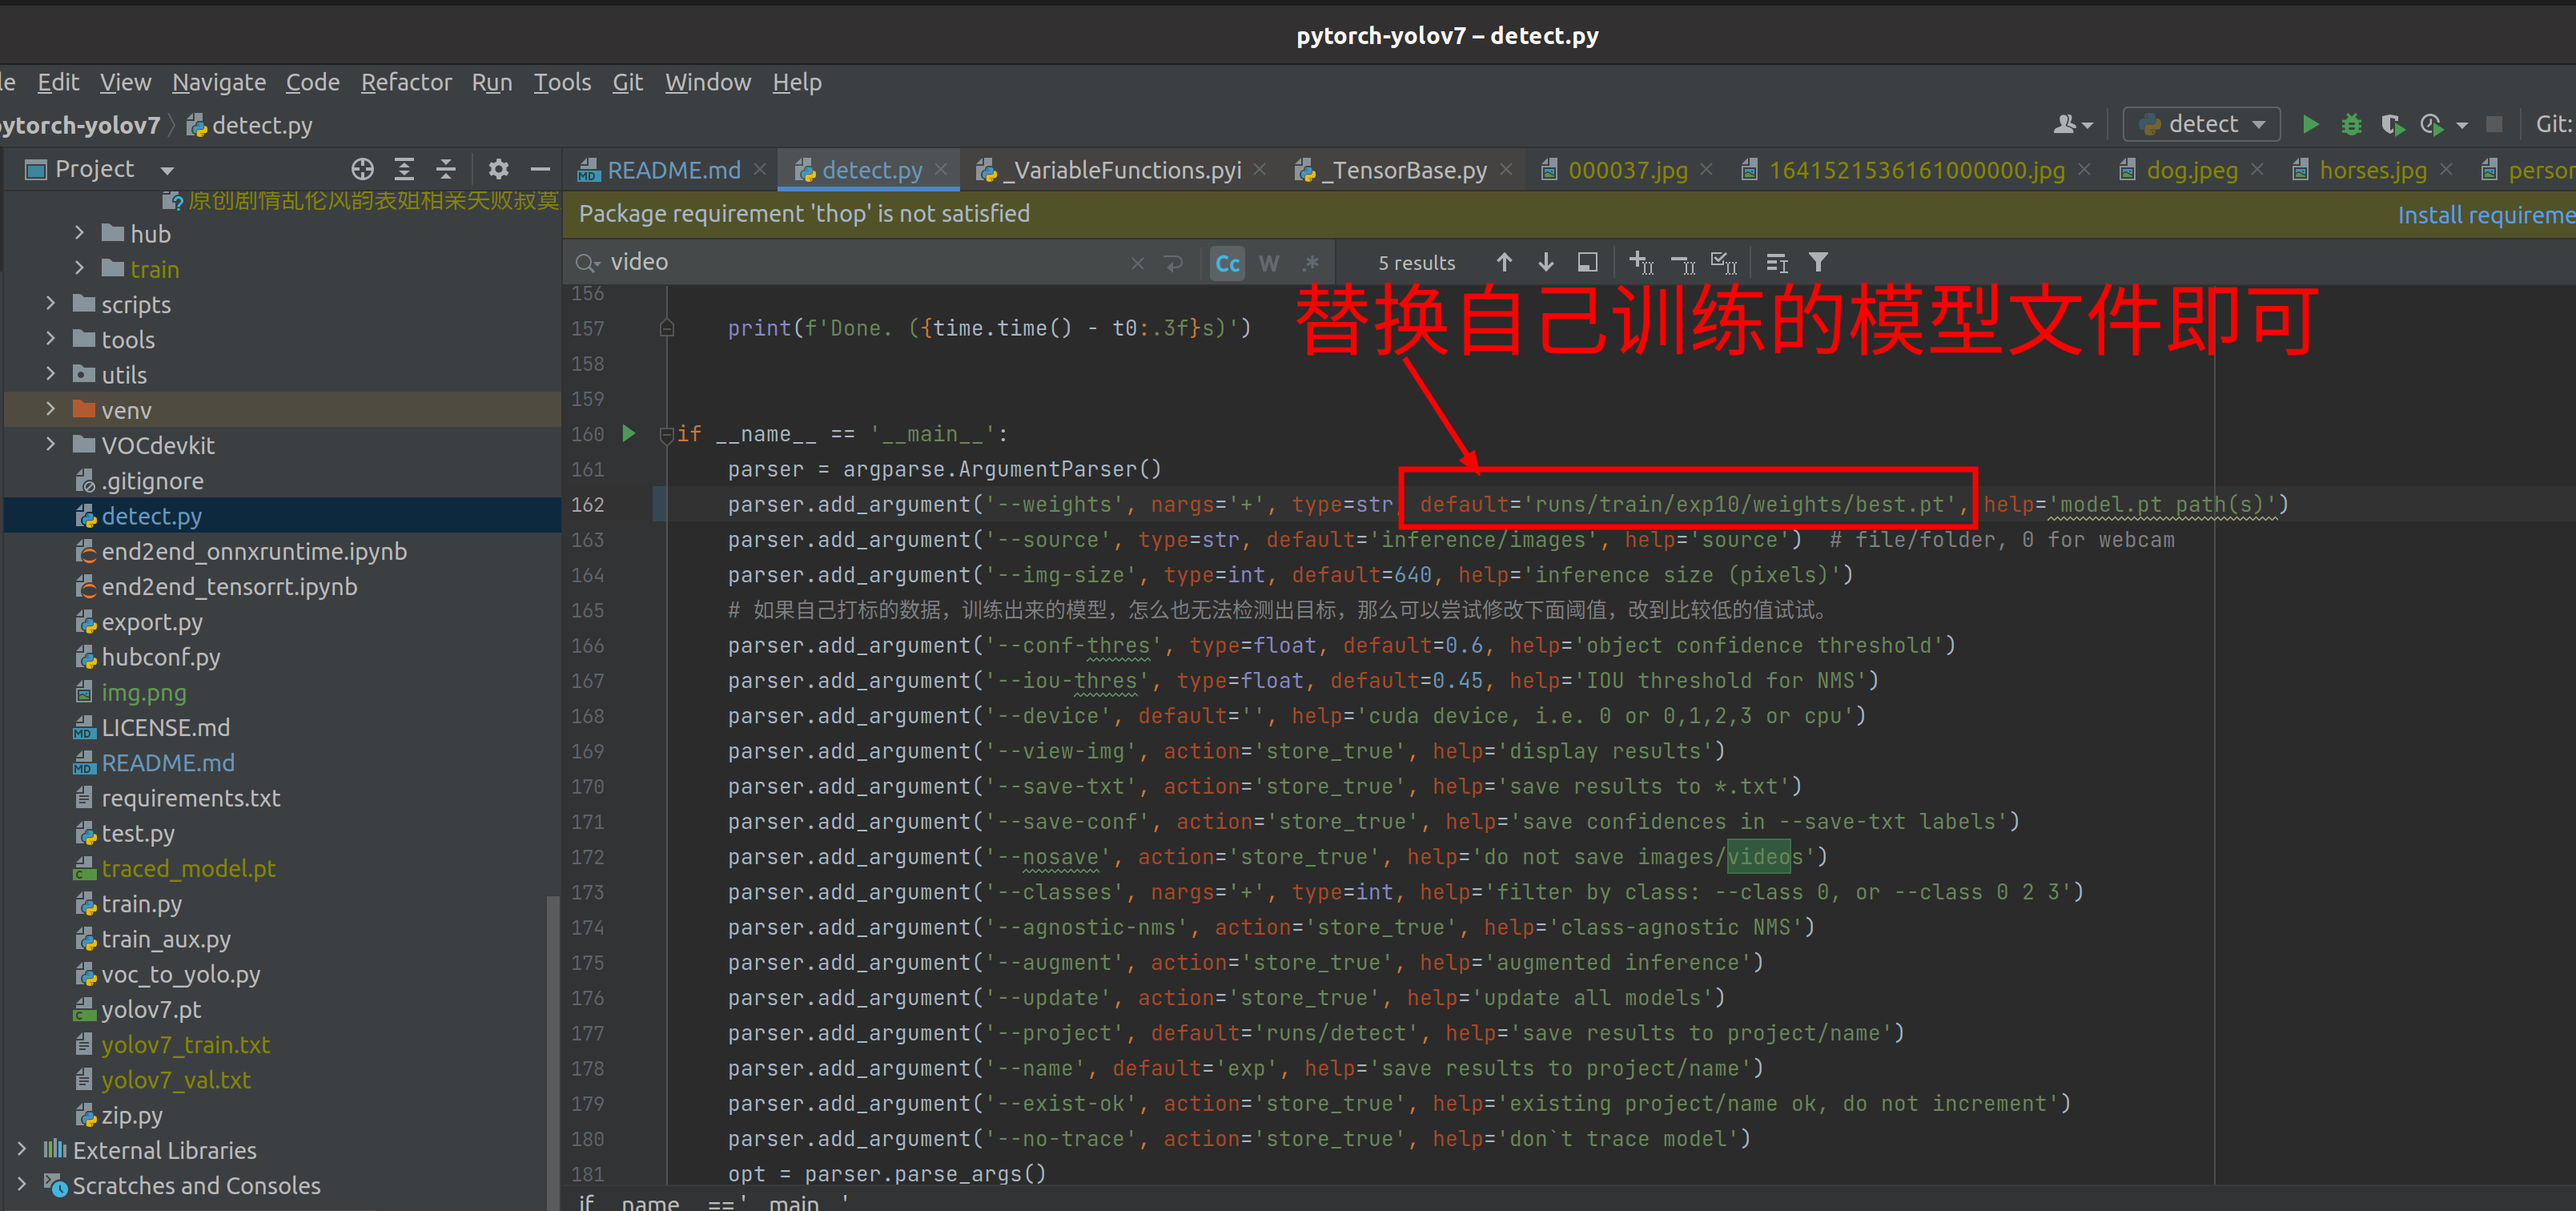 pytorch-yolov7 – detect.py
le Edit View Navigate Code Refactor Run Tools Git Window Help
ytorch-yolov7 detect.py
detect
Git:
Project
README.md
detect.py
_VariableFunctions.pyi
_TensorBase.py
000037.jpg
1641521536161000000.jpg
dog.jpeg
horses.jpg
person
原创剧情乱伦风韵表姐相亲失败寂寞
Package requirement 'thop' is not satisfied
Install requireme
hub
train
scripts
tools
utils
venv
VOCdevkit
.gitignore
detect.py
end2end_onnxruntime.ipynb
end2end_tensorrt.ipynb
export.py
hubconf.py
img.png
LICENSE.md
README.md
requirements.txt
test.py
traced_model.pt
train.py
train_aux.py
voc_to_yolo.py
yolov7.pt
yolov7_train.txt
yolov7_val.txt
zip.py
External Libraries
Scratches and Consoles
video
Cc W .* 5 results
替换自己训练的模型文件即可
156
157 print(f'Done. ({time.time() - t0:.3f}s)')
158
159
160 if __name__ == '__main__':
161 parser = argparse.ArgumentParser()
162 parser.add_argument('--weights', nargs='+', type=str, default='runs/train/exp10/weights/best.pt', help='model.pt path(s)')
163 parser.add_argument('--source', type=str, default='inference/images', help='source')  # file/folder, 0 for webcam
164 parser.add_argument('--img-size', type=int, default=640, help='inference size (pixels)')
165 # 如果自己打标的数据，训练出来的模型，怎么也无法检测出目标，那么可以尝试修改下面阈值，改到比较低的值试试。
166 parser.add_argument('--conf-thres', type=float, default=0.6, help='object confidence threshold')
167 parser.add_argument('--iou-thres', type=float, default=0.45, help='IOU threshold for NMS')
168 parser.add_argument('--device', default='', help='cuda device, i.e. 0 or 0,1,2,3 or cpu')
169 parser.add_argument('--view-img', action='store_true', help='display results')
170 parser.add_argument('--save-txt', action='store_true', help='save results to *.txt')
171 parser.add_argument('--save-conf', action='store_true', help='save confidences in --save-txt labels')
172 parser.add_argument('--nosave', action='store_true', help='do not save images/videos')
173 parser.add_argument('--classes', nargs='+', type=int, help='filter by class: --class 0, or --class 0 2 3')
174 parser.add_argument('--agnostic-nms', action='store_true', help='class-agnostic NMS')
175 parser.add_argument('--augment', action='store_true', help='augmented inference')
176 parser.add_argument('--update', action='store_true', help='update all models')
177 parser.add_argument('--project', default='runs/detect', help='save results to project/name')
178 parser.add_argument('--name', default='exp', help='save results to project/name')
179 parser.add_argument('--exist-ok', action='store_true', help='existing project/name ok, do not increment')
180 parser.add_argument('--no-trace', action='store_true', help='don`t trace model')
181 opt = parser.parse_args()
if __name__ == '__main__'